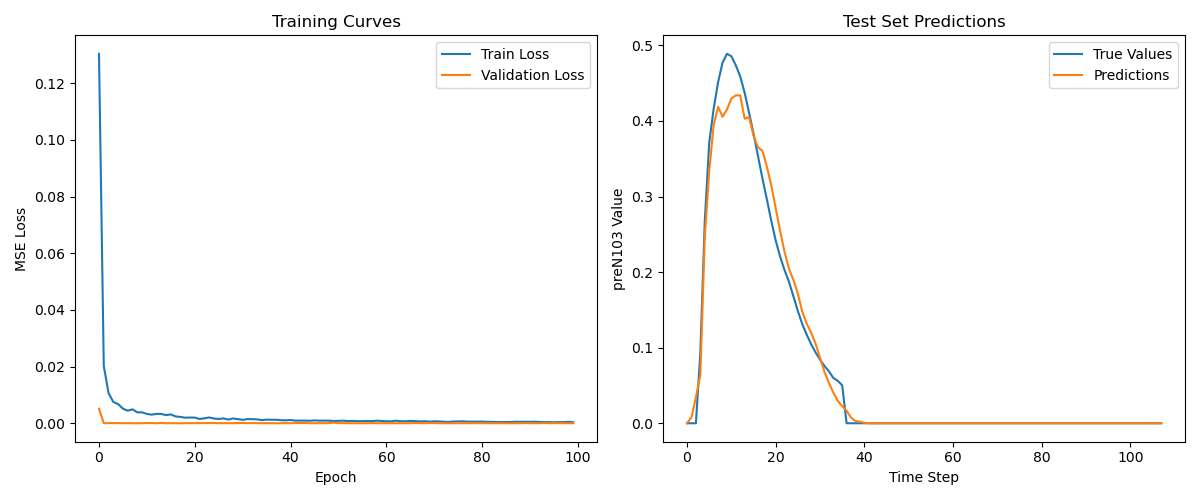 Training Curves
Train Loss
Validation Loss
0.12
0.10
0.08
0.06
0.04
0.02
0.00
MSE Loss
0
20
40
60
80
100
Epoch
Test Set Predictions
True Values
Predictions
0.5
0.4
0.3
0.2
0.1
0.0
preN103 Value
0
20
40
60
80
100
Time Step